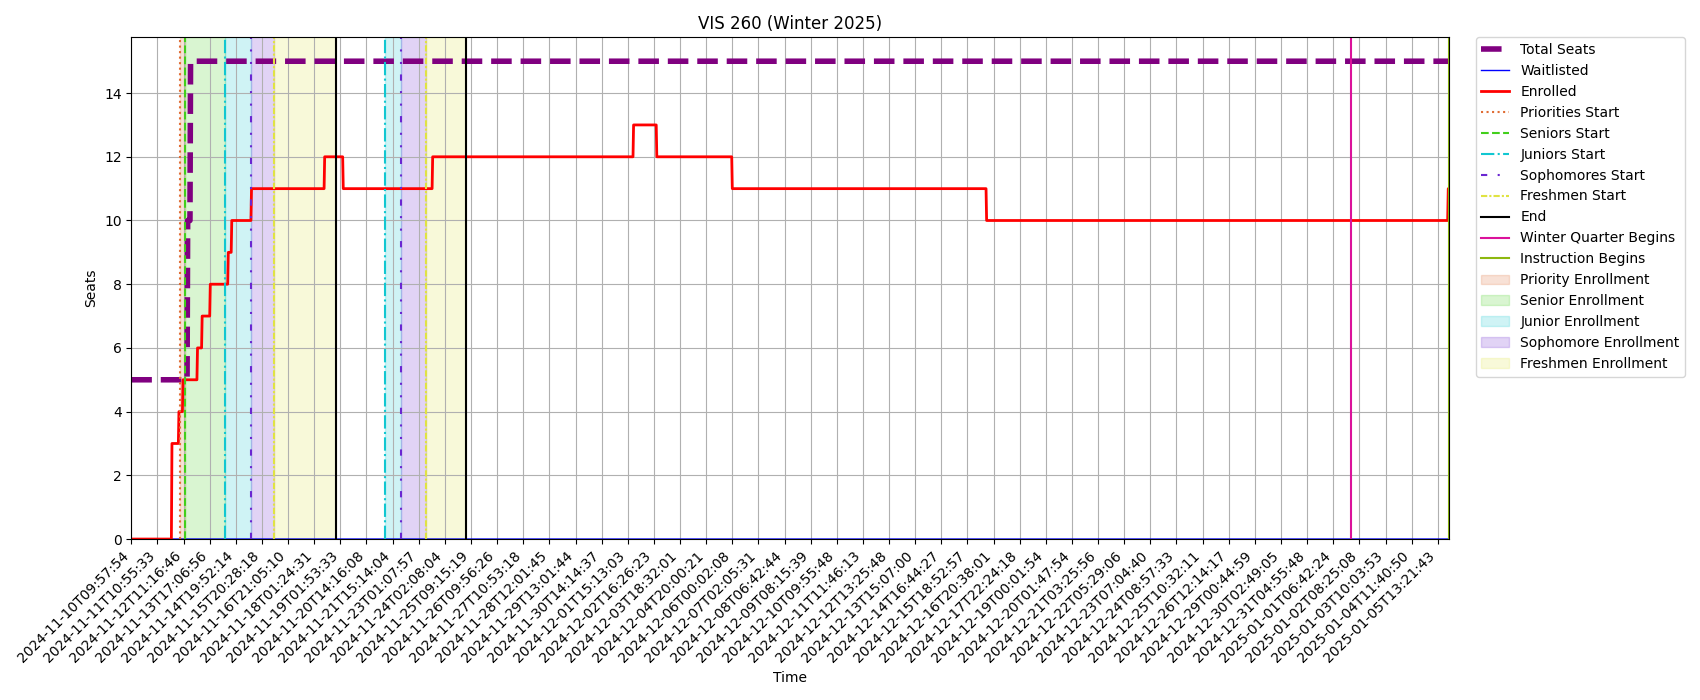 VIS 260 (Winter 2025)
Seats
14
12
10
8
6
4
2
0
2024-11-10T09:57:54
2024-11-11T10:55:33
2024-11-12T11:16:46
2024-11-13T17:06:56
2024-11-14T19:52:14
2024-11-15T20:28:18
2024-11-16T21:05:10
2024-11-18T01:24:31
2024-11-19T01:53:33
2024-11-20T14:16:08
2024-11-21T15:14:04
2024-11-23T01:07:57
2024-11-24T02:08:04
2024-11-25T09:15:19
2024-11-26T09:56:26
2024-11-27T10:53:18
2024-11-28T12:01:45
2024-11-29T13:01:44
2024-11-30T14:14:37
2024-12-01T15:13:03
2024-12-02T16:26:23
2024-12-03T18:32:01
2024-12-04T20:00:21
2024-12-06T00:02:08
2024-12-07T02:05:31
2024-12-08T06:42:44
2024-12-09T08:15:39
2024-12-10T09:55:48
2024-12-11T11:46:13
2024-12-12T13:25:48
2024-12-13T15:07:00
2024-12-14T16:44:27
2024-12-15T18:52:57
2024-12-16T20:38:01
2024-12-17T22:24:18
2024-12-19T00:01:54
2024-12-20T01:47:54
2024-12-21T03:25:56
2024-12-22T05:29:06
2024-12-23T07:04:40
2024-12-24T08:57:33
2024-12-25T10:32:11
2024-12-26T12:14:17
2024-12-29T00:44:59
2024-12-30T02:49:05
2024-12-31T04:55:48
2025-01-01T06:42:24
2025-01-02T08:25:08
2025-01-03T10:03:53
2025-01-04T11:40:50
2025-01-05T13:21:43
Time
Total Seats
Waitlisted
Enrolled
Priorities Start
Seniors Start
Juniors Start
Sophomores Start
Freshmen Start
End
Winter Quarter Begins
Instruction Begins
Priority Enrollment
Senior Enrollment
Junior Enrollment
Sophomore Enrollment
Freshmen Enrollment